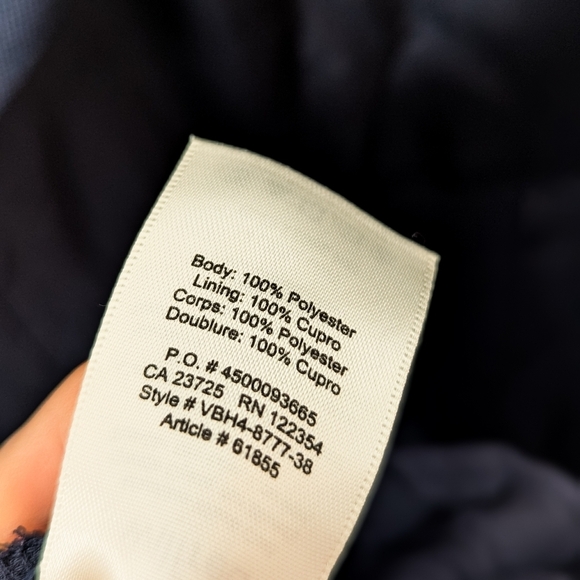 Body: 100% Polyester
Lining: 100% Cupro
Corps: 100% Polyester
Doublure: 100% Cupro
P.O. # 4500093665
CA 23725 RN 122354
Style # VBH4-8777-38
Article # 61855